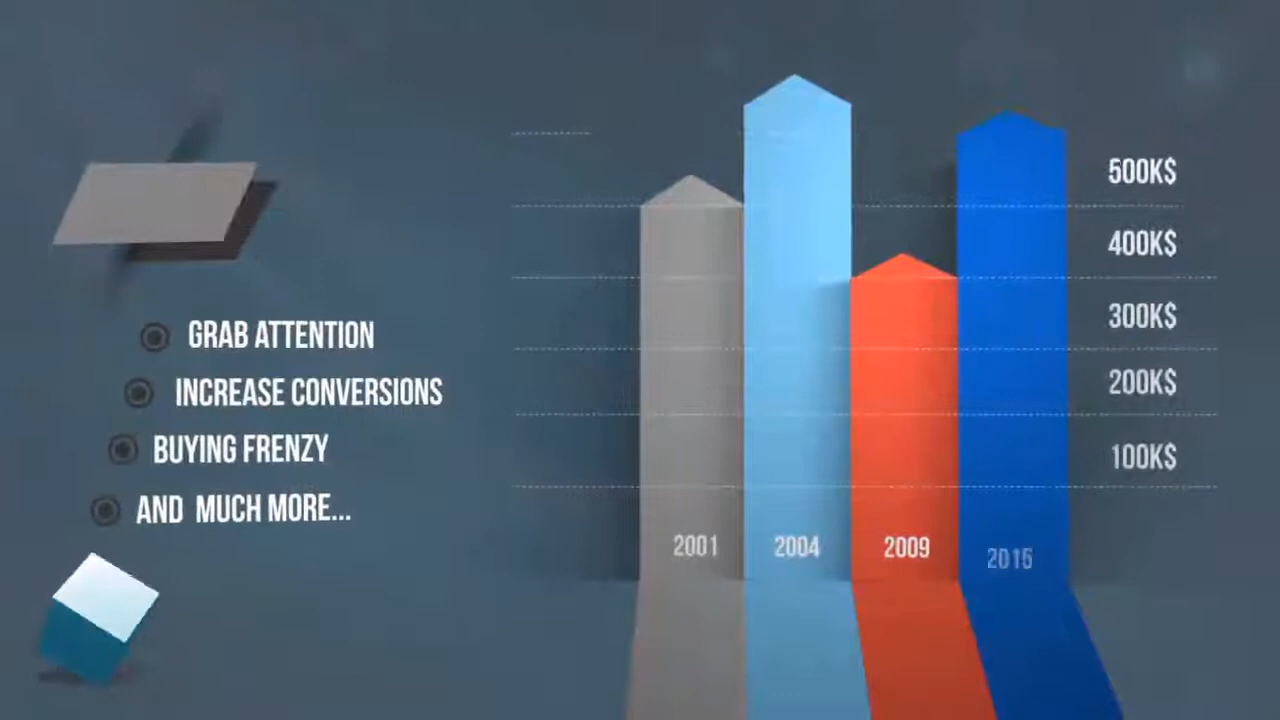 GRAB ATTENTION
INCREASE CONVERSIONS
BUYING FRENZY
AND MUCH MORE...
500K$
400K$
300K$
200K$
100K$
2001
2004
2009
2015